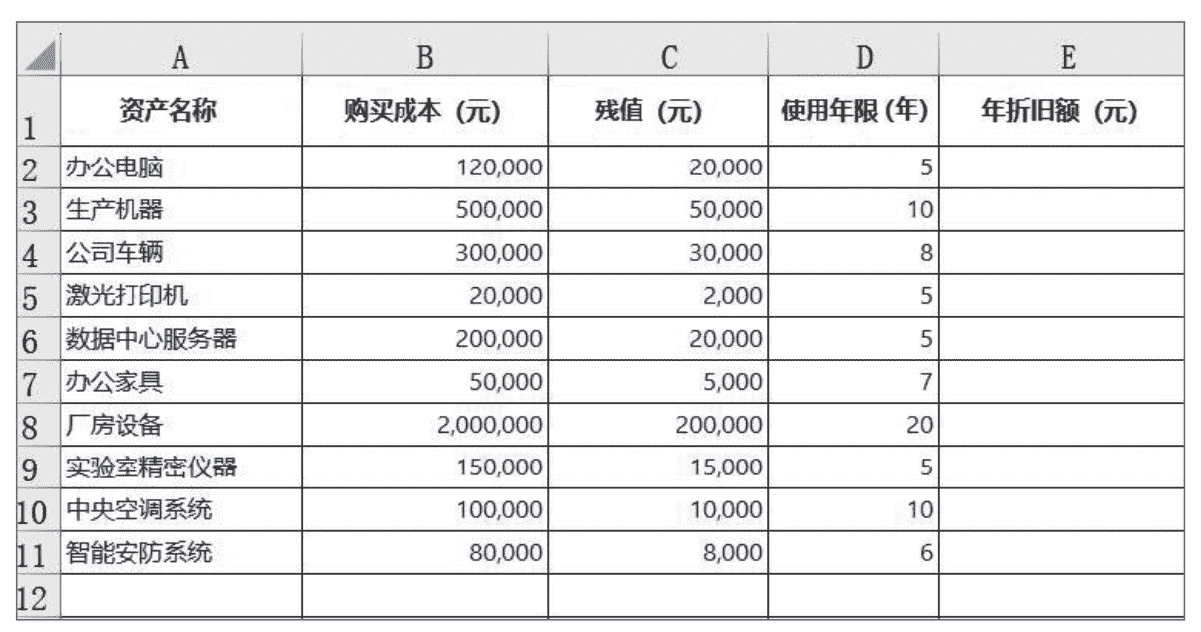 A B C D E
1 资产名称 购买成本 (元) 残值 (元) 使用年限 (年) 年折旧额 (元)
2 办公电脑 120,000 20,000 5
3 生产机器 500,000 50,000 10
4 公司车辆 300,000 30,000 8
5 激光打印机 20,000 2,000 5
6 数据中心服务器 200,000 20,000 5
7 办公家具 50,000 5,000 7
8 厂房设备 2,000,000 200,000 20
9 实验室精密仪器 150,000 15,000 5
10 中央空调系统 100,000 10,000 10
11 智能安防系统 80,000 8,000 6
12